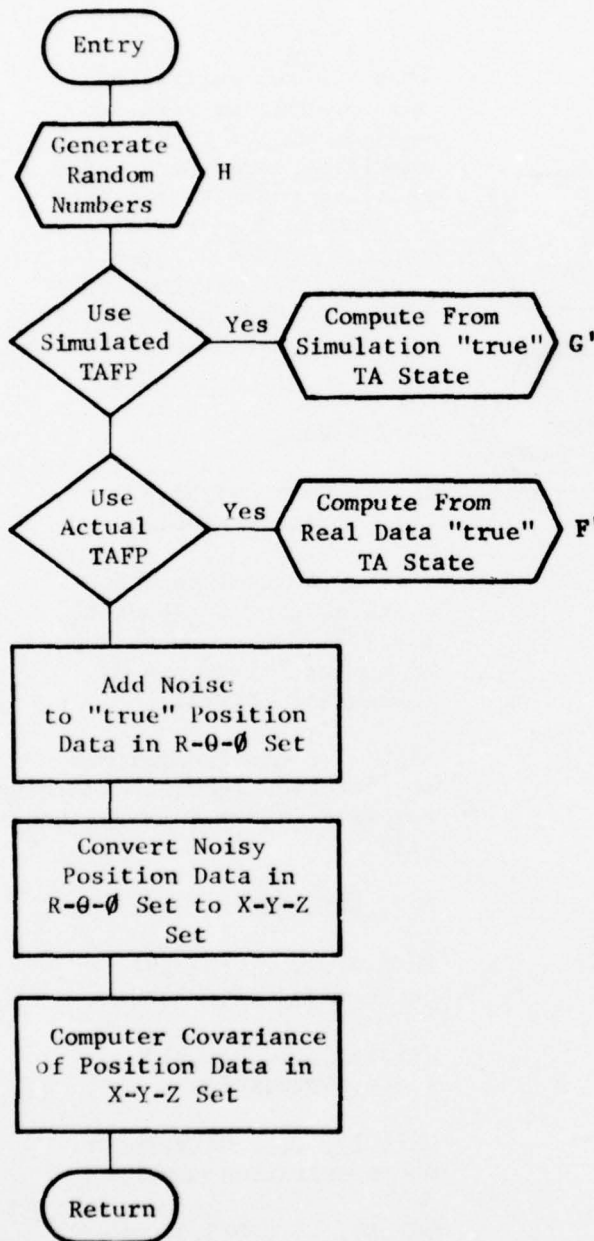 Entry
Generate
Random
Numbers
H
Use
Simulated
TAFP
Yes
Compute From
Simulation "true"
TA State
G'
Use
Actual
TAFP
Yes
Compute From
Real Data "true"
TA State
F'
Add Noise
to "true" Position
Data in R-θ-Ø Set
Convert Noisy
Position Data in
R-θ-Ø Set to X-Y-Z
Set
Computer Covariance
of Position Data in
X-Y-Z Set
Return